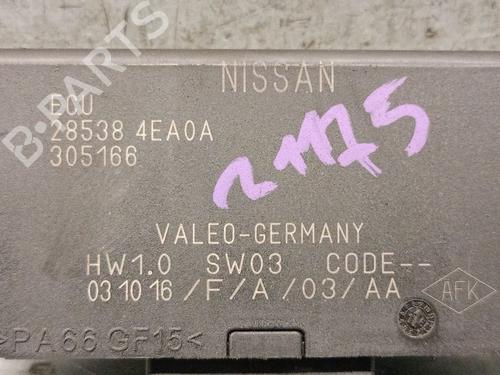 NISSAN
ECU
28538 4EA0A
305166
21175
VALEO-GERMANY
HW1.0 SW03 CODE--
03 10 16 /F/A/03/AA
AFK
>PA66 GF15<
B-PARTS